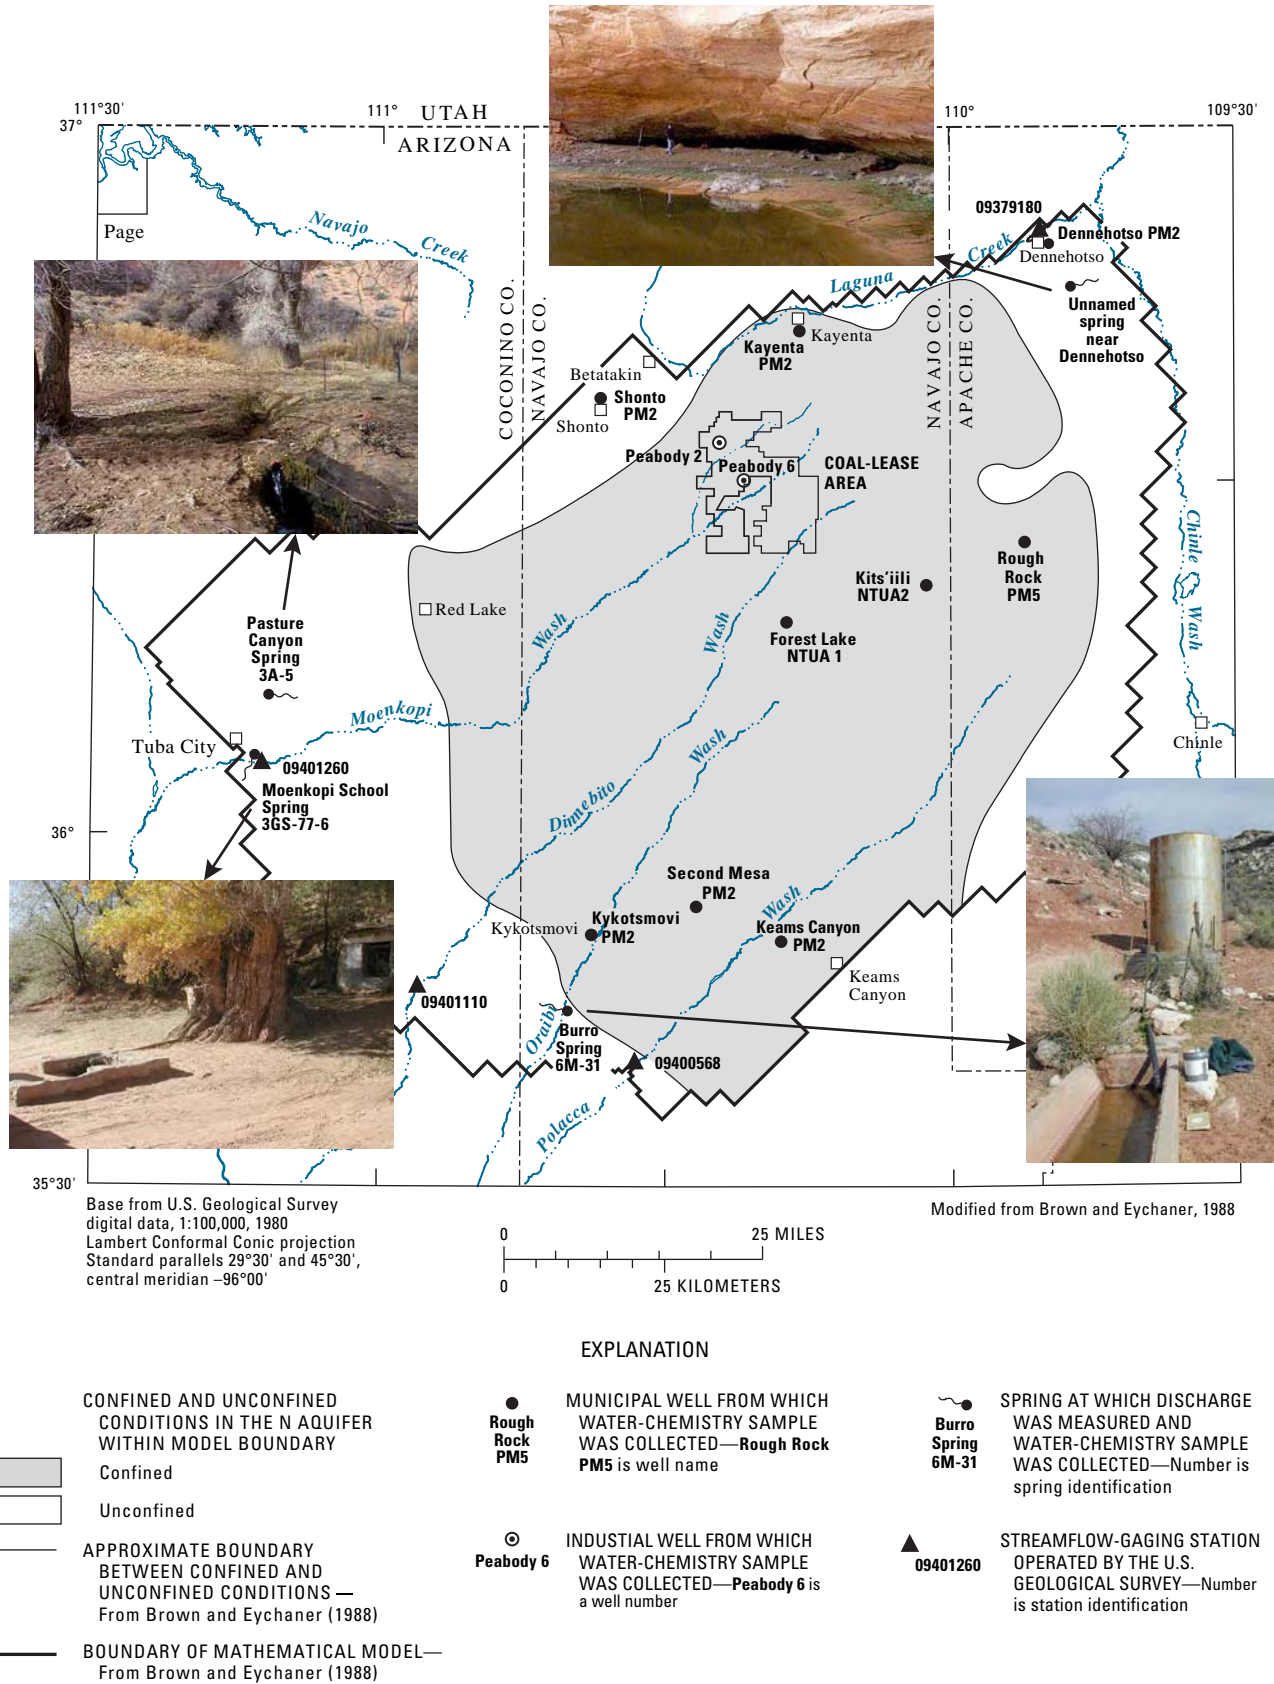 111°30'
111°
UTAH
110°
109°30'
37°
ARIZONA
Page
Navajo
Creek
09379180
Dennehotso PM2
Creek
Dennehotso
Laguna
Unnamed
spring
near
Dennehotso
COCONINO CO.
NAVAJO CO.
NAVAJO CO.
APACHE CO.
Kayenta
Kayenta
PM2
Betatakin
Shonto
PM2
Shonto
Peabody 2
Peabody 6
COAL-LEASE
AREA
Rough
Rock
PM5
Kits'iili
NTUA2
Chinle
Wash
Red Lake
Wash
Wash
Forest Lake
NTUA 1
Pasture
Canyon
Spring
3A-5
Moenkopi
Wash
Tuba City
Chinle
09401260
Moenkopi School
Spring
3GS-77-6
Dinnebito
36°
Second Mesa
PM2
Wash
Kykotsmovi
Kykotsmovi
PM2
Keams Canyon
PM2
Keams
Canyon
09401110
Oraibi
Burro
Spring
6M-31
09400568
Polacca
35°30'
Base from U.S. Geological Survey
digital data, 1:100,000, 1980
Lambert Conformal Conic projection
Standard parallels 29°30' and 45°30',
central meridian –96°00'
Modified from Brown and Eychaner, 1988
0 25 MILES
0 25 KILOMETERS
EXPLANATION
CONFINED AND UNCONFINED
CONDITIONS IN THE N AQUIFER
WITHIN MODEL BOUNDARY
Confined
Unconfined
APPROXIMATE BOUNDARY
BETWEEN CONFINED AND
UNCONFINED CONDITIONS —
From Brown and Eychaner (1988)
BOUNDARY OF MATHEMATICAL MODEL—
From Brown and Eychaner (1988)
Rough
Rock
PM5
MUNICIPAL WELL FROM WHICH
WATER-CHEMISTRY SAMPLE
WAS COLLECTED—Rough Rock
PM5 is well name
Peabody 6
INDUSTIAL WELL FROM WHICH
WATER-CHEMISTRY SAMPLE
WAS COLLECTED—Peabody 6 is
a well number
Burro
Spring
6M-31
SPRING AT WHICH DISCHARGE
WAS MEASURED AND
WATER-CHEMISTRY SAMPLE
WAS COLLECTED—Number is
spring identification
09401260
STREAMFLOW-GAGING STATION
OPERATED BY THE U.S.
GEOLOGICAL SURVEY—Number
is station identification